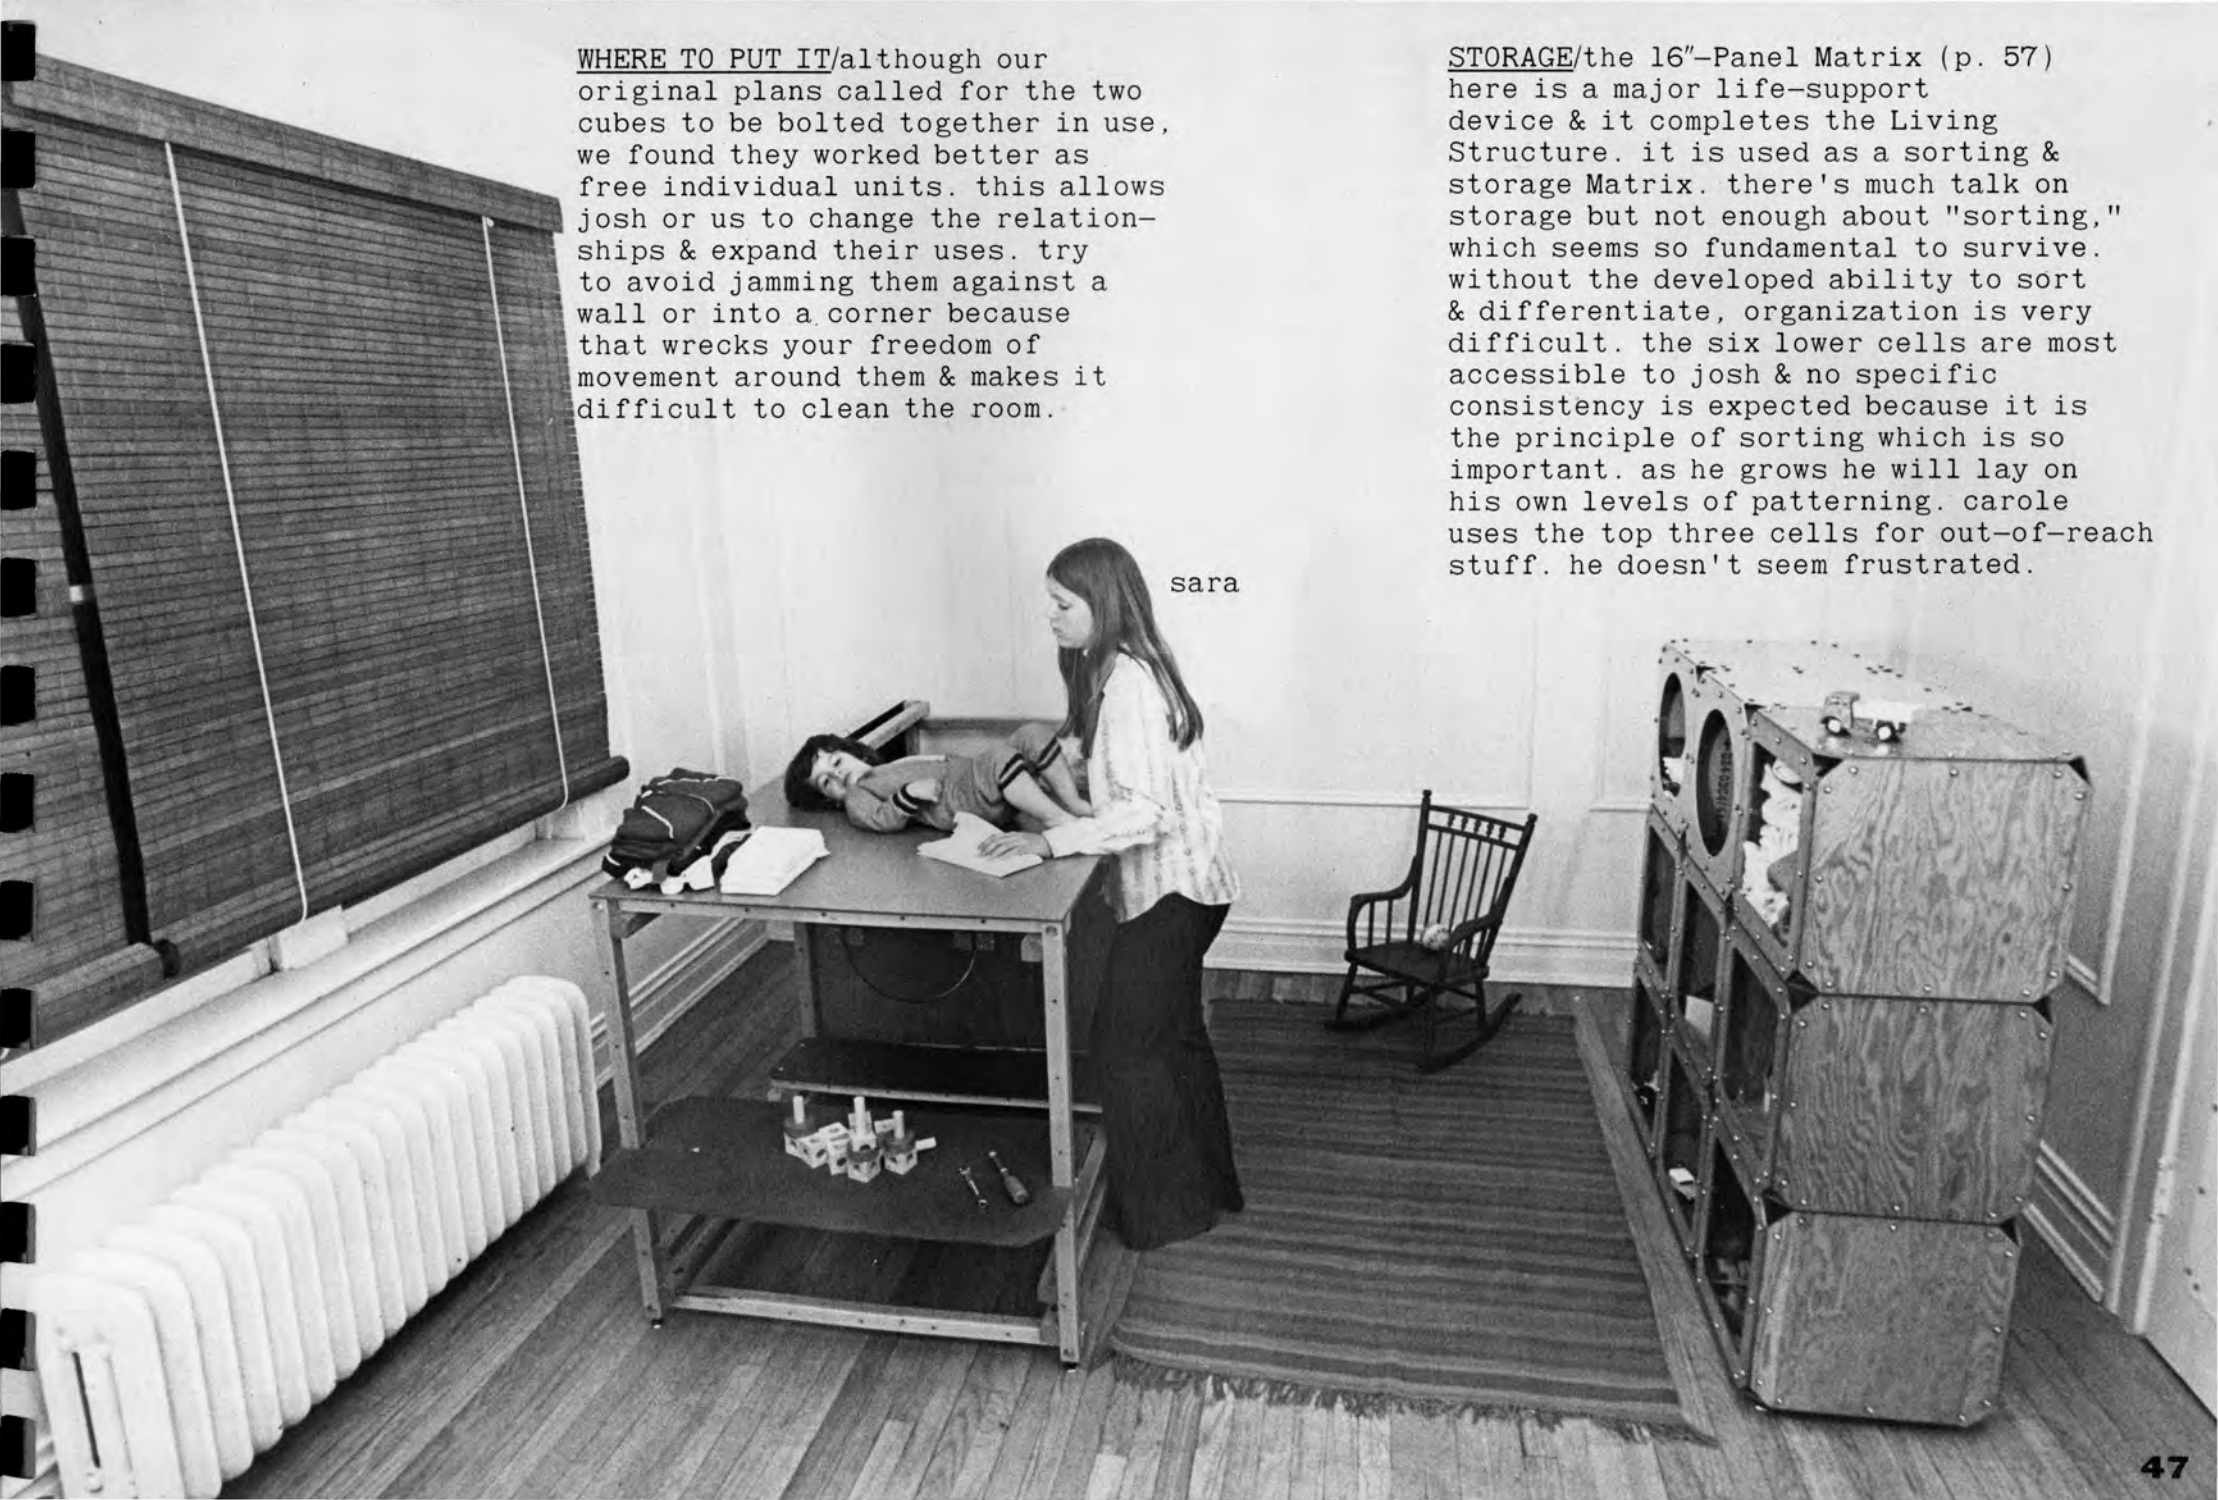 WHERE TO PUT IT/although our
original plans called for the two
cubes to be bolted together in use,
we found they worked better as
free individual units. this allows
josh or us to change the relation–
ships & expand their uses. try
to avoid jamming them against a
wall or into a corner because
that wrecks your freedom of
movement around them & makes it
difficult to clean the room.
STORAGE/the 16″–Panel Matrix (p. 57)
here is a major life–support
device & it completes the Living
Structure. it is used as a sorting &
storage Matrix. there's much talk on
storage but not enough about "sorting,"
which seems so fundamental to survive.
without the developed ability to sort
& differentiate, organization is very
difficult. the six lower cells are most
accessible to josh & no specific
consistency is expected because it is
the principle of sorting which is so
important. as he grows he will lay on
his own levels of patterning. carole
uses the top three cells for out–of–reach
stuff. he doesn't seem frustrated.
sara
47